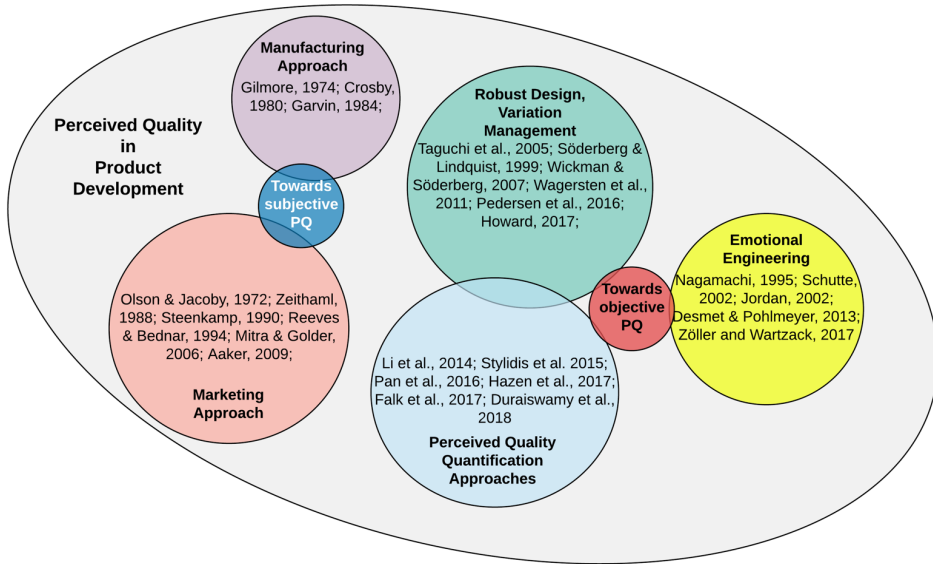 Perceived Quality
in
Product
Development
Manufacturing
Approach
Gilmore, 1974; Crosby,
1980; Garvin, 1984;
Towards
subjective
PQ
Olson & Jacoby, 1972; Zeithaml,
1988; Steenkamp, 1990; Reeves
& Bednar, 1994; Mitra & Golder,
2006; Aaker, 2009;
Marketing
Approach
Robust Design,
Variation
Management
Taguchi et al., 2005; Söderberg &
Lindquist, 1999; Wickman &
Söderberg, 2007; Wagersten et al.,
2011; Pedersen et al., 2016;
Howard, 2017;
Towards
objective
PQ
Emotional
Engineering
Nagamachi, 1995; Schutte,
2002; Jordan, 2002;
Desmet & Pohlmeyer, 2013;
Zöller and Wartzack, 2017
Li et al., 2014; Stylidis et al. 2015;
Pan et al., 2016; Hazen et al., 2017;
Falk et al., 2017; Duraiswamy et al.,
2018
Perceived Quality
Quantification
Approaches